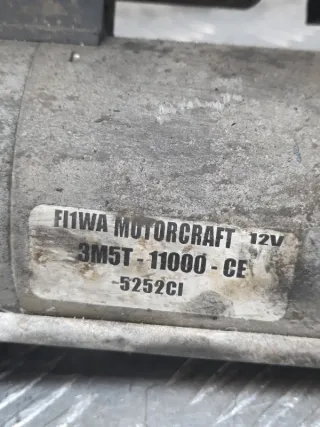 FI1WA MOTORCRAFT 12V
3M5T - 11000 - CE
-5252CI